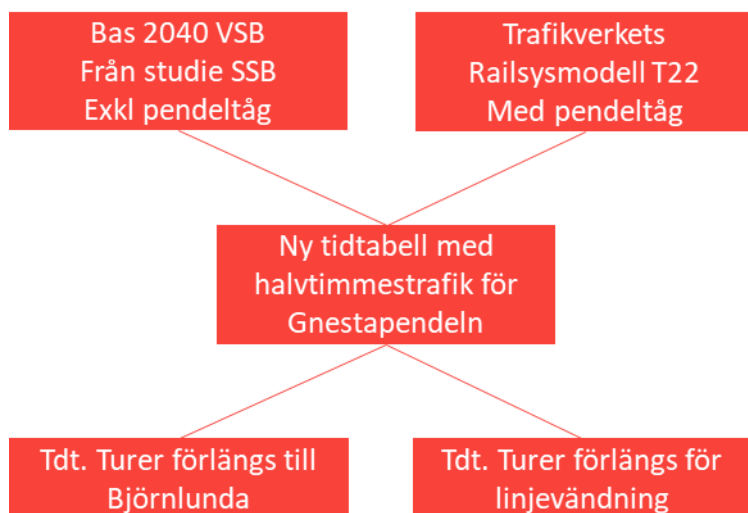 Bas 2040 VSB
Från studie SSB
Exkl pendeltåg
Trafikverkets
Railsysmodell T22
Med pendeltåg
Ny tidtabell med
halvtimmestrafik för
Gnestapendeln
Tdt. Turer förlängs till
Björnlunda
Tdt. Turer förlängs för
linjevändning